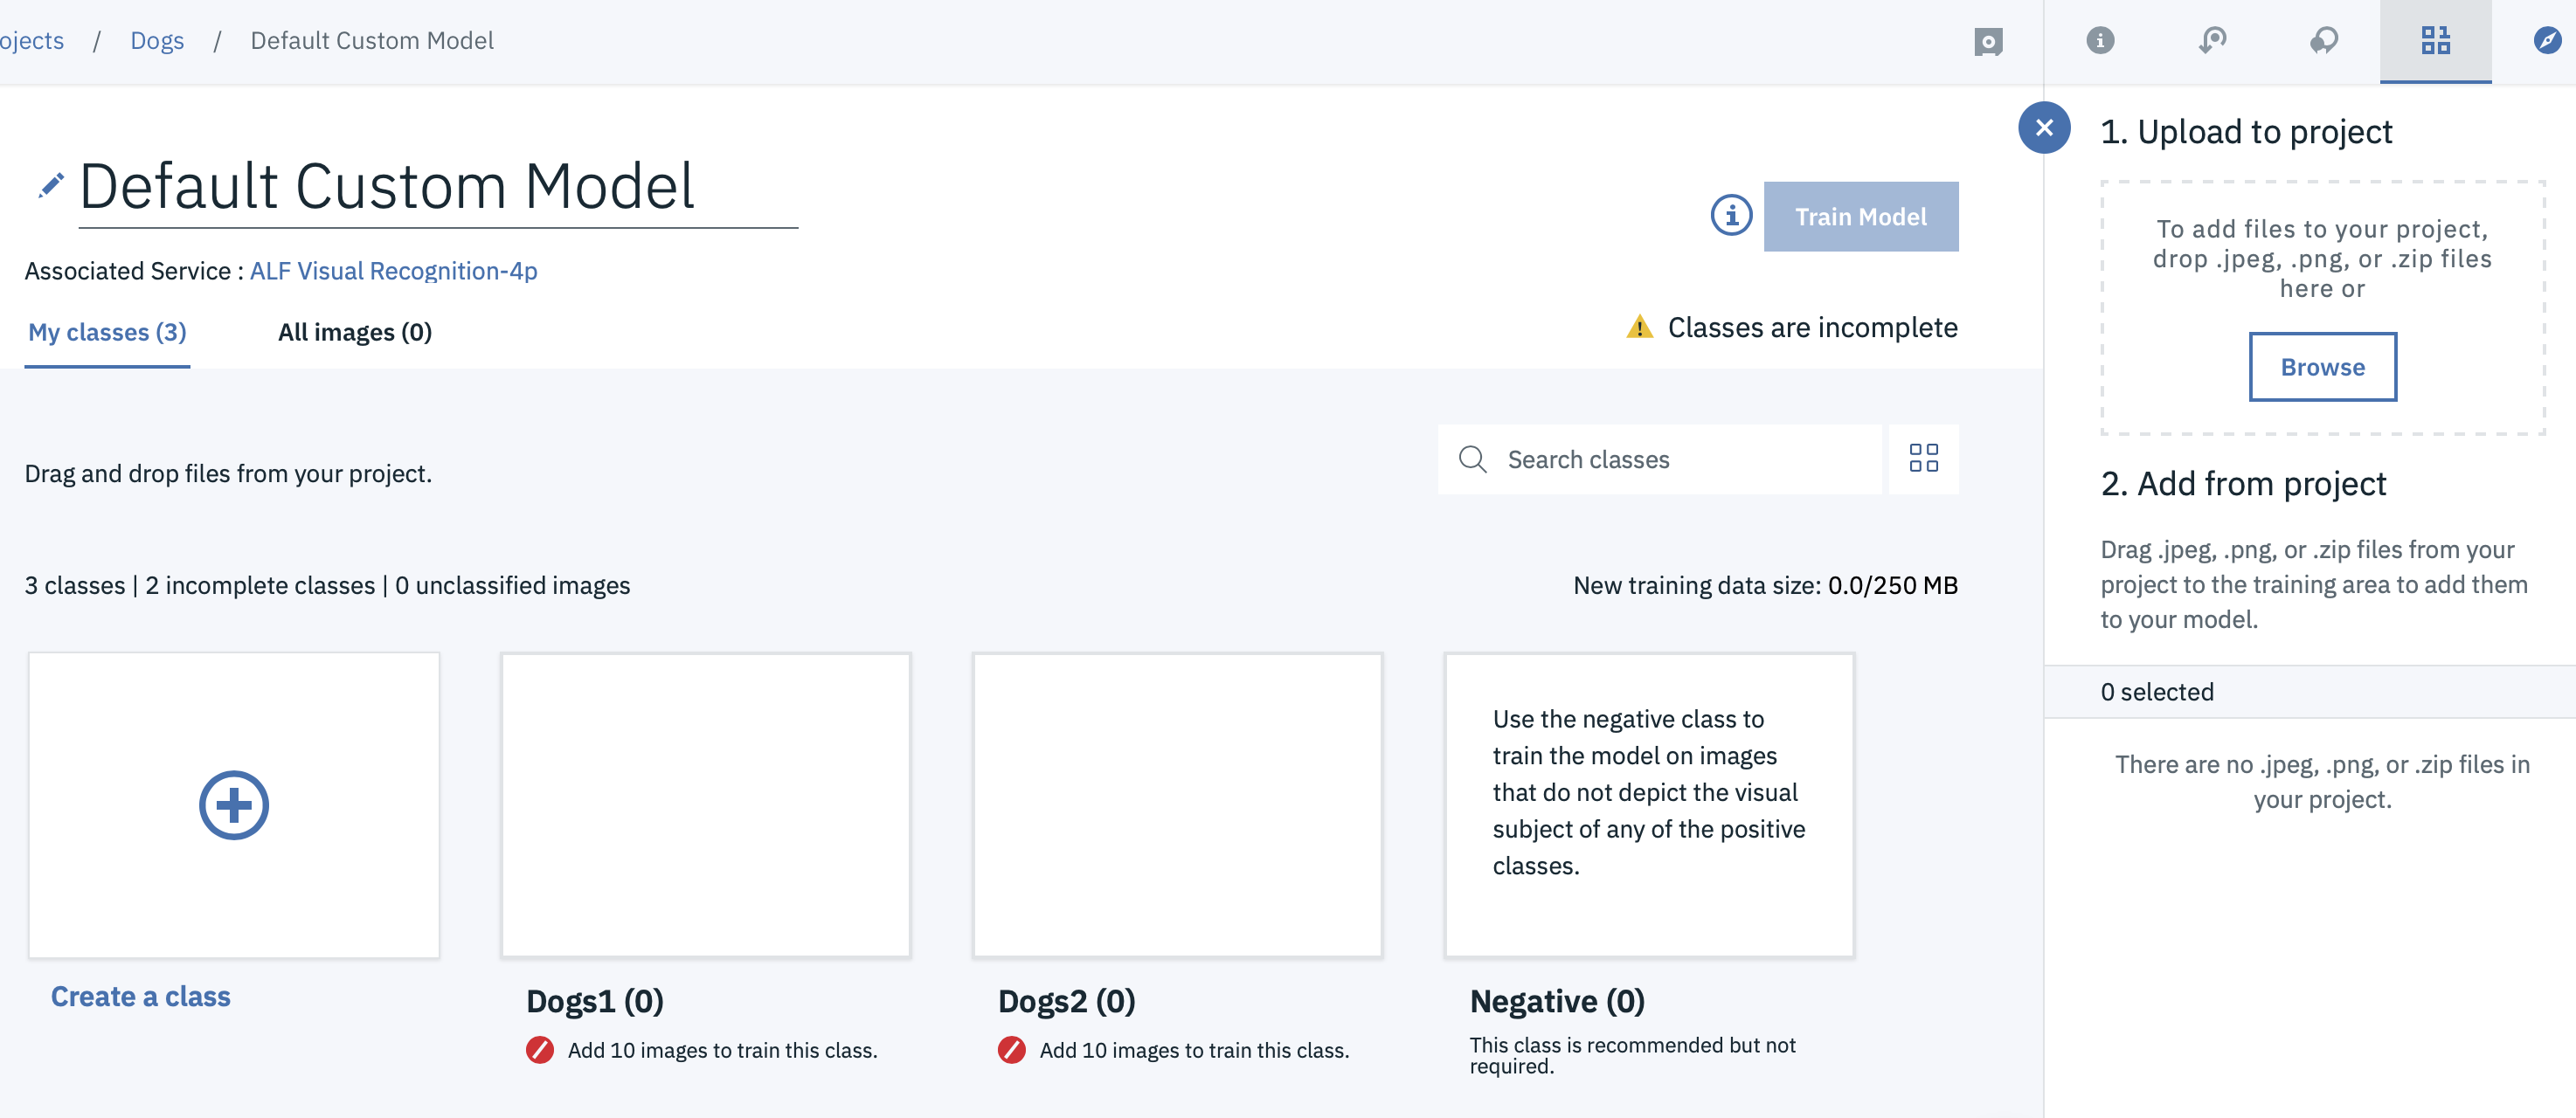 ojects / Dogs / Default Custom Model
Default Custom Model
Train Model
Associated Service : ALF Visual Recognition-4p
My classes (3)
All images (0)
Classes are incomplete
Drag and drop files from your project.
Search classes
3 classes | 2 incomplete classes | 0 unclassified images
New training data size: 0.0/250 MB
Use the negative class to
train the model on images
that do not depict the visual
subject of any of the positive
classes.
Create a class
Dogs1 (0)
Add 10 images to train this class.
Dogs2 (0)
Add 10 images to train this class.
Negative (0)
This class is recommended but not
required.
1. Upload to project
To add files to your project,
drop .jpeg, .png, or .zip files
here or
Browse
2. Add from project
Drag .jpeg, .png, or .zip files from your
project to the training area to add them
to your model.
0 selected
There are no .jpeg, .png, or .zip files in
your project.